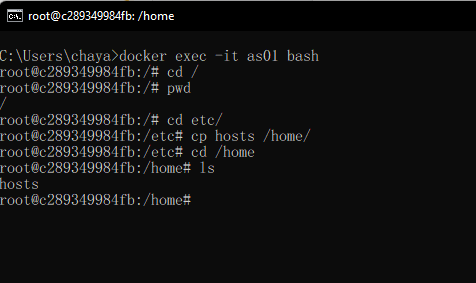 root@c289349984fb: /home
C:\Users\chaya>docker exec -it as01 bash
root@c289349984fb:/# cd /
root@c289349984fb:/# pwd
/
root@c289349984fb:/# cd etc/
root@c289349984fb:/etc# cp hosts /home/
root@c289349984fb:/etc# cd /home
root@c289349984fb:/home# ls
hosts
root@c289349984fb:/home#